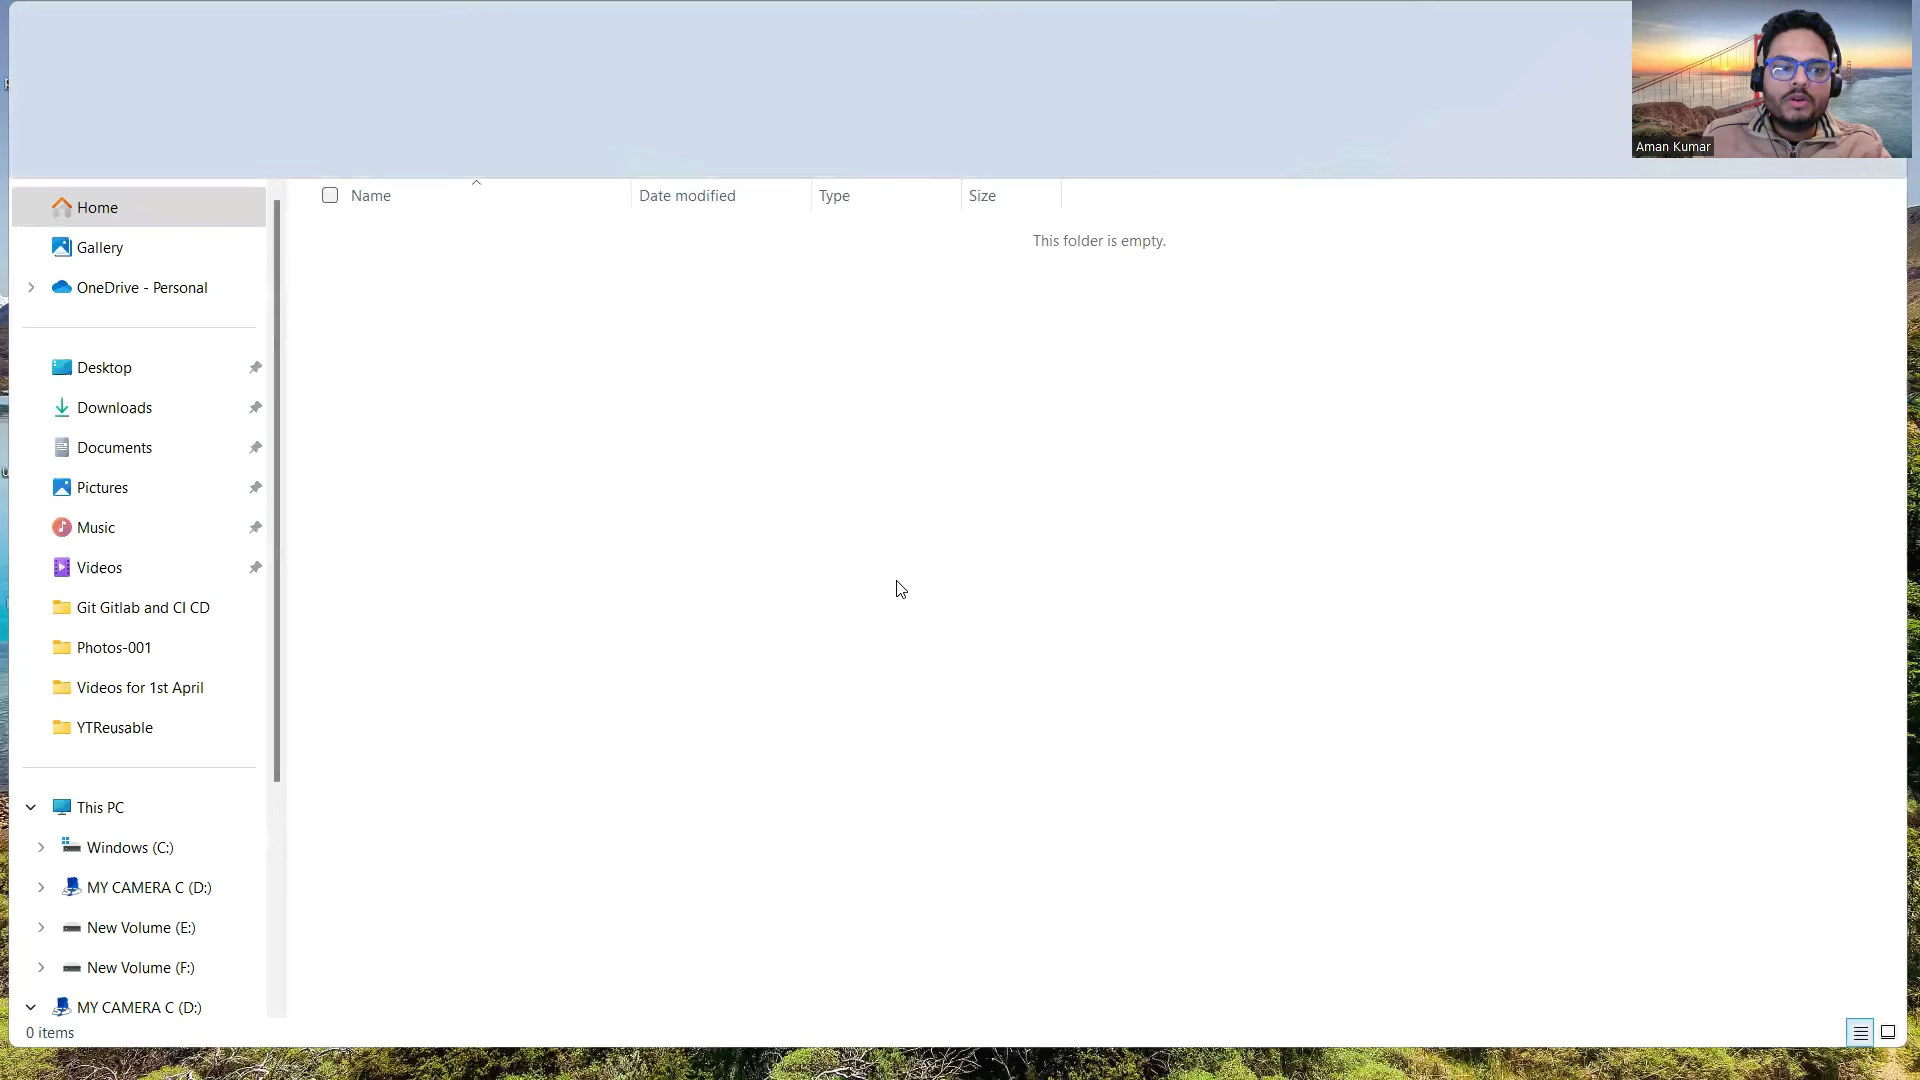 Aman Kumar
Name
Date modified
Type
Size
This folder is empty.
Home
Gallery
OneDrive - Personal
Desktop
Downloads
Documents
Pictures
Music
Videos
Git Gitlab and CI CD
Photos-001
Videos for 1st April
YTReusable
This PC
Windows (C:)
MY CAMERA C (D:)
New Volume (E:)
New Volume (F:)
MY CAMERA C (D:)
0 items